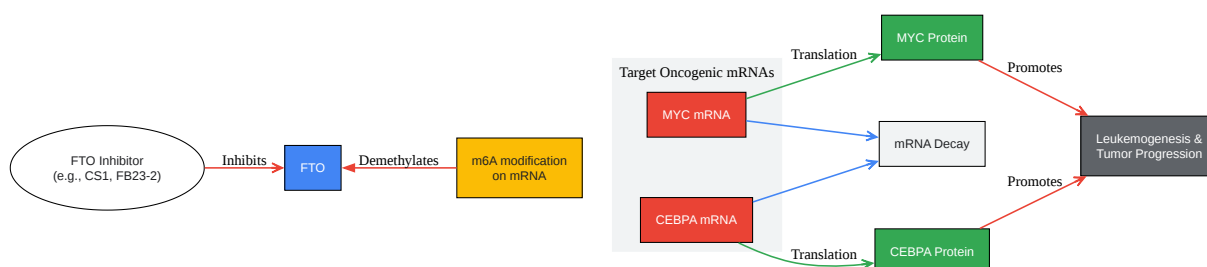 FTO Inhibitor
(e.g., CS1, FB23-2)
Inhibits
FTO
Demethylates
m6A modification
on mRNA
Target Oncogenic mRNAs
MYC mRNA
CEBPA mRNA
Translation
MYC Protein
mRNA Decay
Translation
CEBPA Protein
Promotes
Promotes
Leukemogenesis &
Tumor Progression